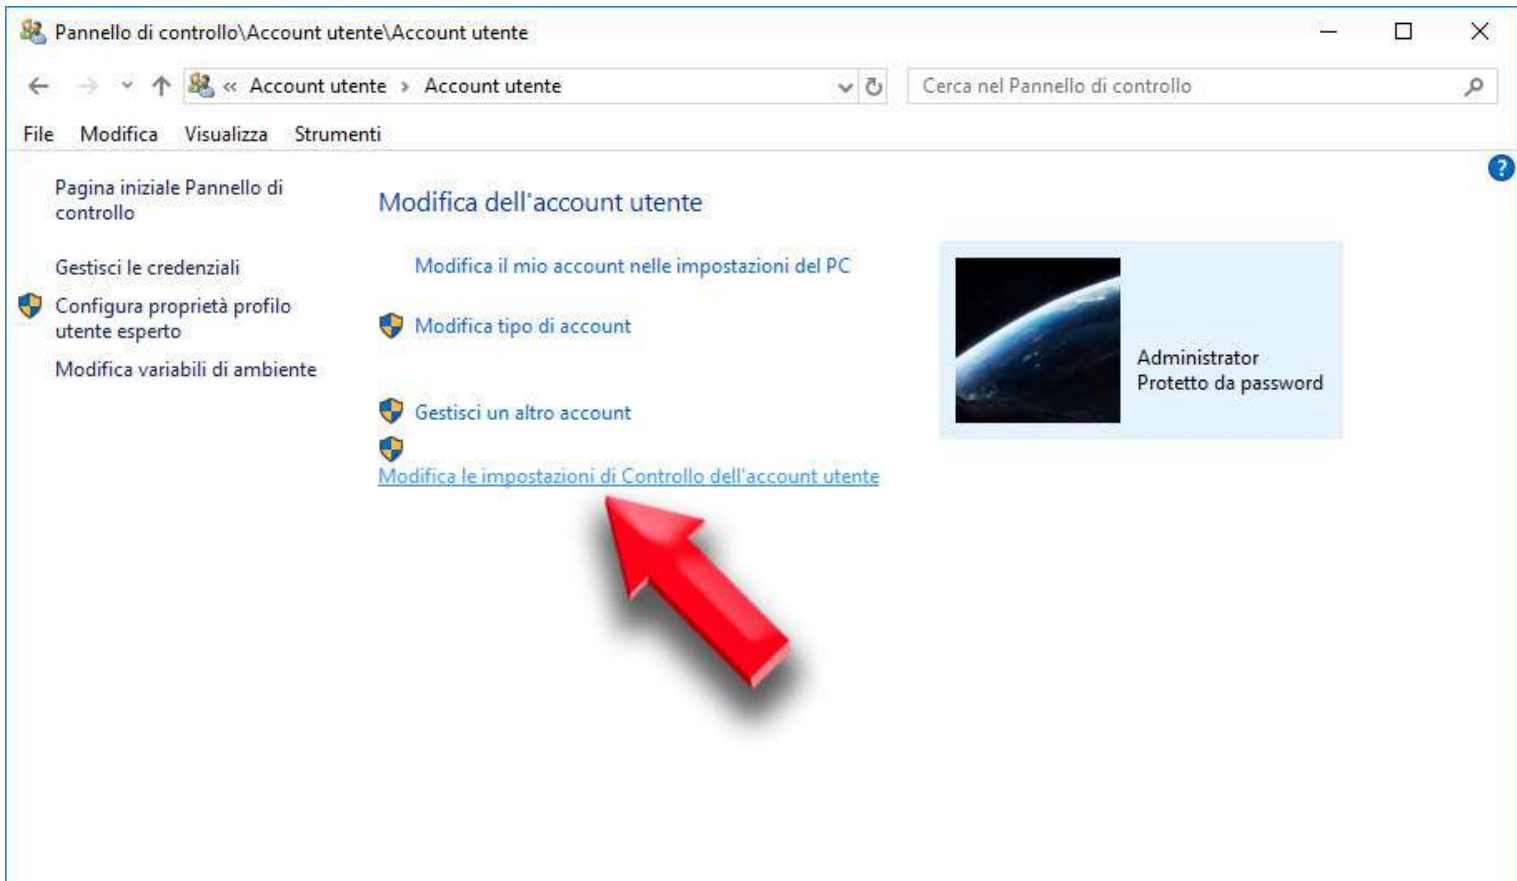 Pannello di controllo\Account utente\Account utente
« Account utente › Account utente
Cerca nel Pannello di controllo
File Modifica Visualizza Strumenti
?
Pagina iniziale Pannello di
controllo
Gestisci le credenziali
Configura proprietà profilo
utente esperto
Modifica variabili di ambiente
Modifica dell'account utente
Modifica il mio account nelle impostazioni del PC
Modifica tipo di account
Gestisci un altro account
Modifica le impostazioni di Controllo dell'account utente
Administrator
Protetto da password